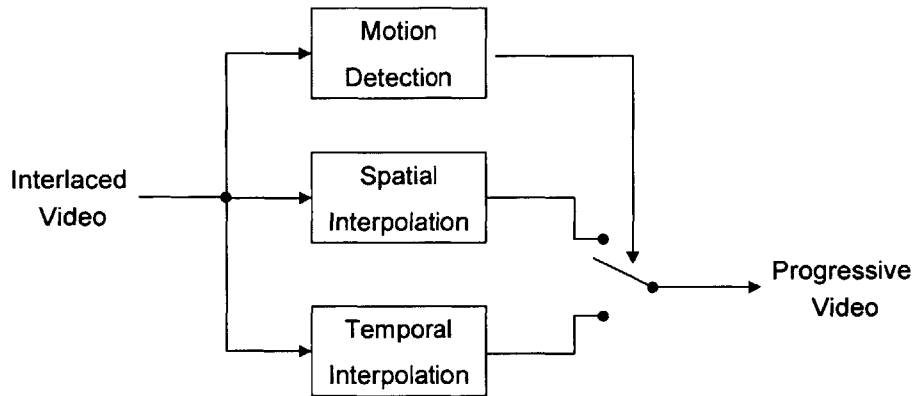 Motion
Detection
Interlaced
Video
Spatial
Interpolation
Temporal
Interpolation
Progressive
Video